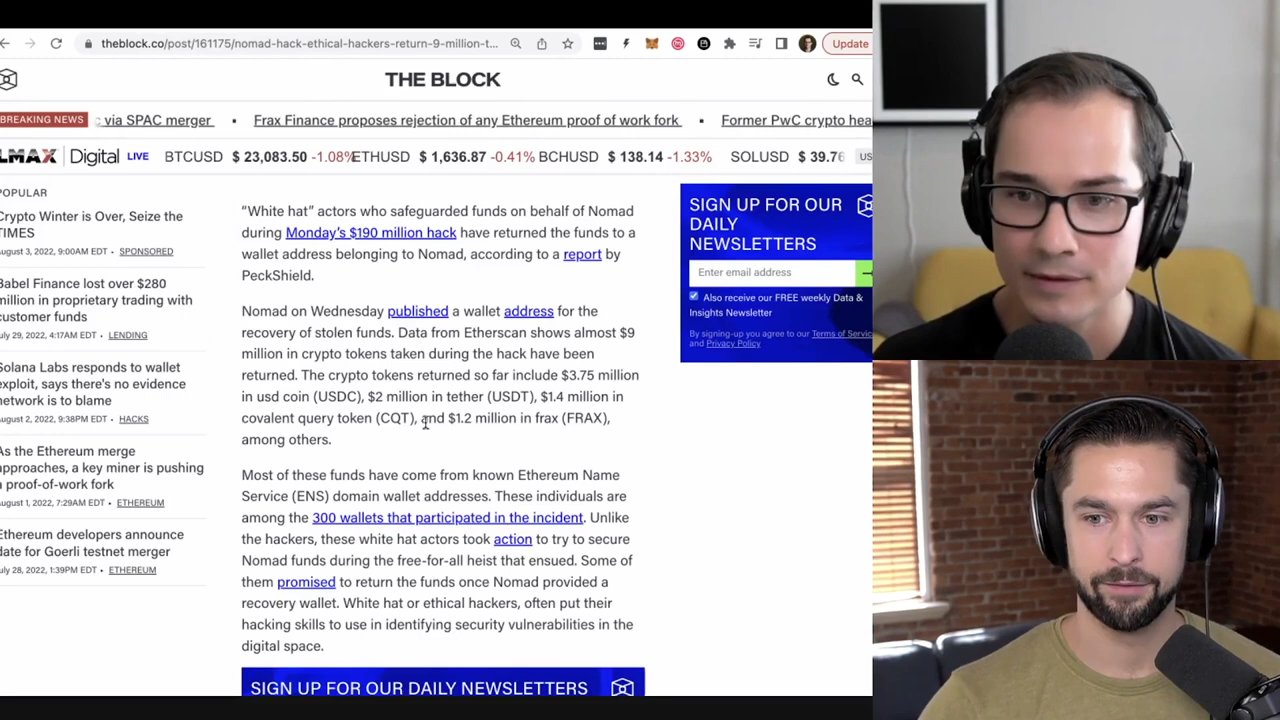 theblock.co/post/161175/nomad-hack-ethical-hackers-return-9-million-t...
Update
THE BLOCK
BREAKING NEWS
via SPAC merger
Frax Finance proposes rejection of any Ethereum proof of work fork
Former PwC crypto hea
LMAX Digital LIVE
BTCUSD $ 23,083.50 -1.08%
ETHUSD $ 1,636.87 -0.41%
BCHUSD $ 138.14 -1.33%
SOLUSD $ 39.76
US
POPULAR
Crypto Winter is Over, Seize the
TIMES
August 3, 2022, 9:00AM EDT • SPONSORED
Babel Finance lost over $280
million in proprietary trading with
customer funds
July 29, 2022, 4:17AM EDT • LENDING
Solana Labs responds to wallet
exploit, says there's no evidence
network is to blame
August 2, 2022, 9:38PM EDT • HACKS
As the Ethereum merge
approaches, a key miner is pushing
a proof-of-work fork
August 1, 2022, 7:29AM EDT • ETHEREUM
Ethereum developers announce
date for Goerli testnet merger
July 28, 2022, 1:39PM EDT • ETHEREUM
“White hat” actors who safeguarded funds on behalf of Nomad
during Monday’s $190 million hack have returned the funds to a
wallet address belonging to Nomad, according to a report by
PeckShield.
Nomad on Wednesday published a wallet address for the
recovery of stolen funds. Data from Etherscan shows almost $9
million in crypto tokens taken during the hack have been
returned. The crypto tokens returned so far include $3.75 million
in usd coin (USDC), $2 million in tether (USDT), $1.4 million in
covalent query token (CQT), and $1.2 million in frax (FRAX),
among others.
Most of these funds have come from known Ethereum Name
Service (ENS) domain wallet addresses. These individuals are
among the 300 wallets that participated in the incident. Unlike
the hackers, these white hat actors took action to try to secure
Nomad funds during the free-for-all heist that ensued. Some of
them promised to return the funds once Nomad provided a
recovery wallet. White hat or ethical hackers, often put their
hacking skills to use in identifying security vulnerabilities in the
digital space.
SIGN UP FOR OUR DAILY NEWSLETTERS
SIGN UP FOR OUR
DAILY
NEWSLETTERS
Enter email address
Also receive our FREE weekly Data &
Insights Newsletter
By signing-up you agree to our Terms of Service
and Privacy Policy